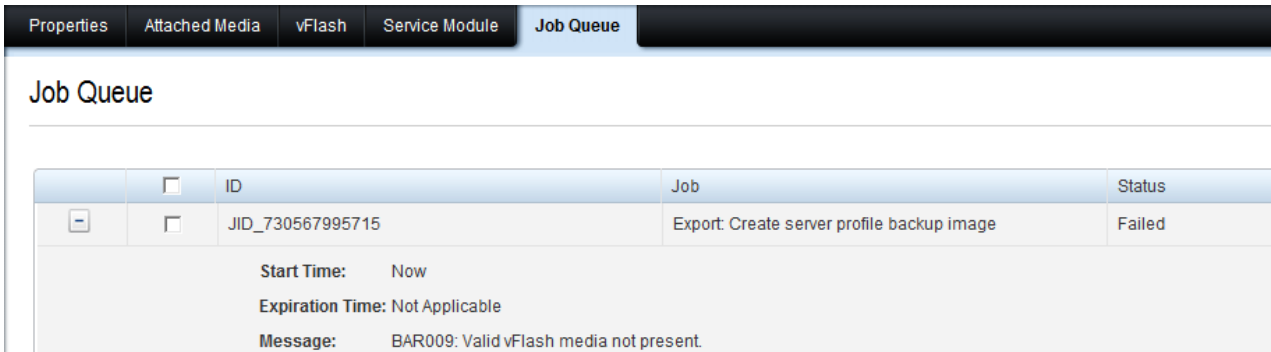 Properties Attached Media vFlash Service Module Job Queue
Job Queue
ID Job Status
JID_730567995715 Export: Create server profile backup image Failed
Start Time: Now
Expiration Time: Not Applicable
Message: BAR009: Valid vFlash media not present.